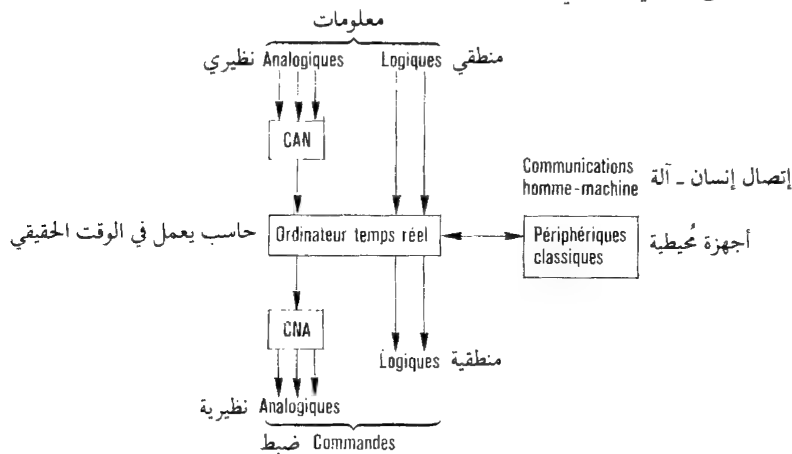 معلومات
نظيري Analogiques Logiques منطقي
CAN
Communications
homme-machine إتصال إنسان - آلة
حاسب يعمل في الوقت الحقيقي Ordinateur temps réel Périphériques
classiques أجهزة مُحيطية
CNA
Logiques منطقية
نظيرية Analogiques
ضبط Commandes